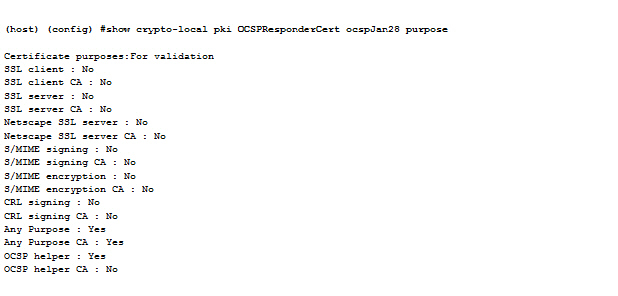 (host) (config) #show crypto-local pki OCSPResponderCert ocspJan28 purpose
Certificate purposes:For validation
SSL client : No
SSL client CA : No
SSL server : No
SSL server CA : No
Netscape SSL server : No
Netscape SSL server CA : No
S/MIME signing : No
S/MIME signing CA : No
S/MIME encryption : No
S/MIME encryption CA : No
CRL signing : No
CRL signing CA : No
Any Purpose : Yes
Any Purpose CA : Yes
OCSP helper : Yes
OCSP helper CA : No